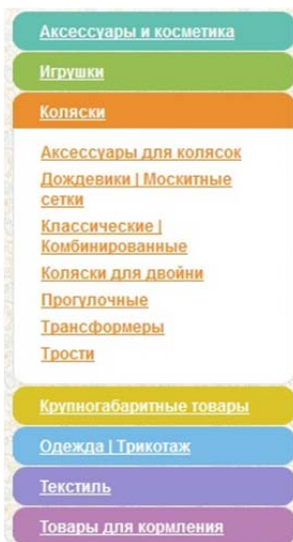 Аксессуары и косметика
Игрушки
Коляски
Аксессуары для колясок
Дождевики | Москитные
сетки
Классические |
Комбинированные
Коляски для двойни
Прогулочные
Трансформеры
Трости
Крупногабаритные товары
Одежда | Трикотаж
Текстиль
Товары для кормления